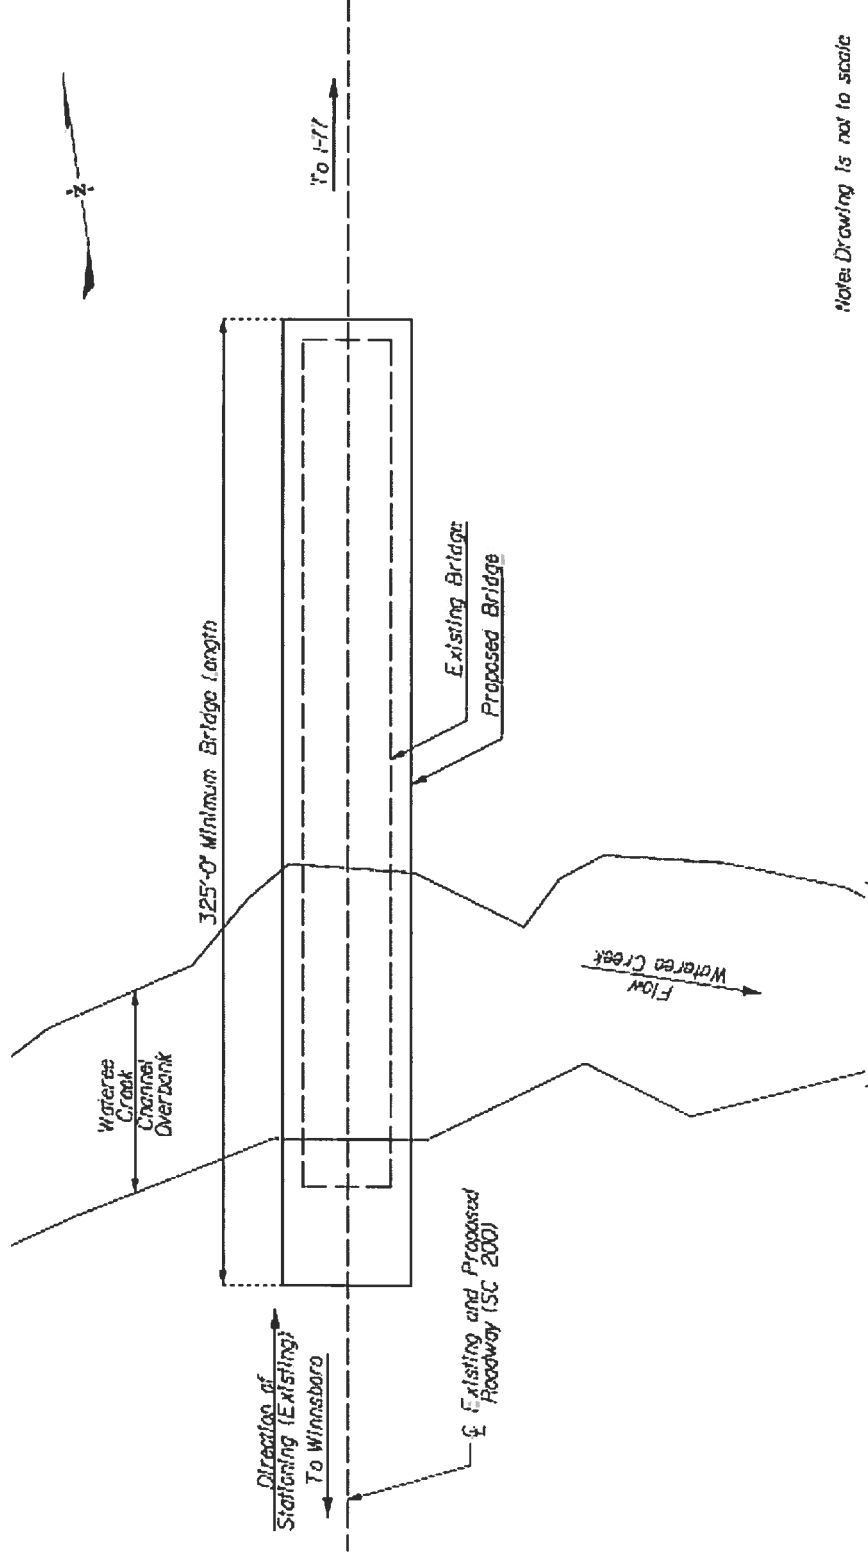 N
To I-77
325'-0" Minimum Bridge Length
Existing Bridge
Proposed Bridge
Wateree
Creek
Channel
Overbank
Flow
Wateree Creek
Direction of
Stationing (Existing)
To Winnsboro
℄ Existing and Proposed
Roadway (SC 200)
Note: Drawing is not to scale